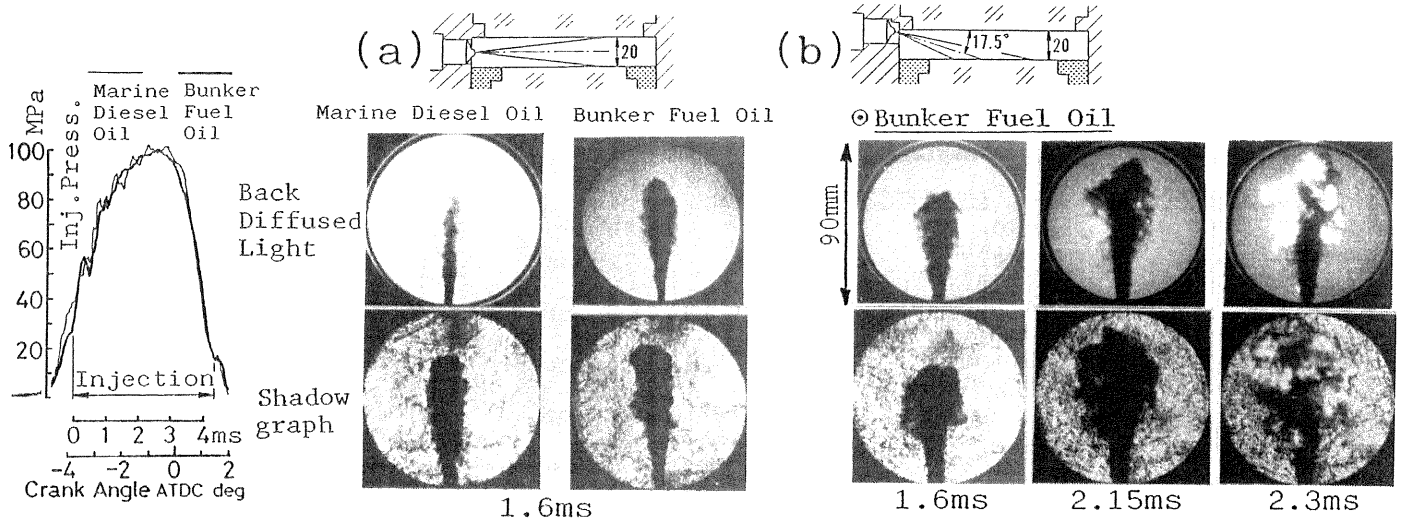 Marine
Diesel
Oil
Bunker
Fuel
Oil
Inj.Press.
MPa
100
80
60
40
20
Injection
0 1 2 3 4ms
-4 -2 0 2
Crank Angle ATDC deg
(a)
20
Marine Diesel Oil
Bunker Fuel Oil
Back
Diffused
Light
Shadow
graph
1.6ms
(b)
17.5°
20
⊙ Bunker Fuel Oil
90mm
1.6ms
2.15ms
2.3ms